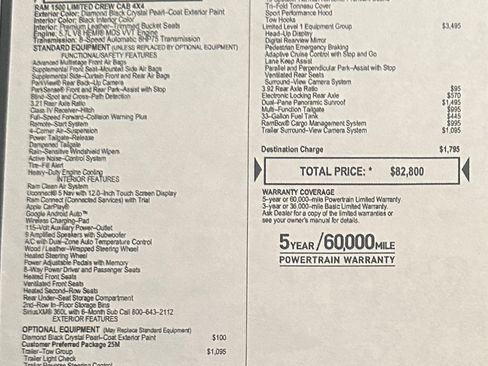 RAM 1500 LIMITED CREW CAB 4X4
Exterior Color: Diamond Black Crystal Pearl-Coat Exterior Paint
Interior Color: Black Interior Color
Interior: Premium Leather-Trimmed Bucket Seats
Engine: 5.7L V8 HEMI® MDS VVT Engine
Transmission: 8-Speed Automatic 8HP75 Transmission
STANDARD EQUIPMENT (UNLESS REPLACED BY OPTIONAL EQUIPMENT)
FUNCTIONAL/SAFETY FEATURES
Advanced Multistage Front Air Bags
Supplemental Front Seat-Mounted Side Air Bags
Supplemental Side-Curtain Front and Rear Air Bags
ParkView® Rear Back-Up Camera
ParkSense® Front and Rear Park-Assist with Stop
Blind-Spot and Cross-Path Detection
3.21 Rear Axle Ratio
Class IV Receiver-Hitch
Full-Speed Forward-Collision Warning Plus
Remote-Start System
4-Corner Air-Suspension
Power Tailgate-Release
Dampened Tailgate
Rain-Sensitive Windshield Wipers
Active Noise-Control System
Tire-Fill Alert
Heavy-Duty Engine Cooling
INTERIOR FEATURES
Ram Clean Air System
Uconnect® 5 Nav with 12.0-Inch Touch Screen Display
Ram Connect (Connected Services) with Trial
Apple CarPlay®
Google Android Auto™
Wireless Charging-Pad
115-Volt Auxiliary Power-Outlet
9 Amplified Speakers with Subwoofer
A/C with Dual-Zone Auto Temperature Control
Wood / Leather-Wrapped Steering Wheel
Heated Steering Wheel
Power Adjustable Pedals with Memory
8-Way Power Driver and Passenger Seats
Heated Front Seats
Ventilated Front Seats
Heated Second-Row Seats
Rear Under-Seat Storage Compartment
2nd-Row In-Floor Storage Bins
SiriusXM® 360L with 6-Month Sub Call 800-643-2112
EXTERIOR FEATURES
OPTIONAL EQUIPMENT (May Replace Standard Equipment)
Diamond Black Crystal Pearl-Coat Exterior Paint $100
Customer Preferred Package 25M
Trailer-Tow Group $1,095
Trailer Light Check
Trailer Reverse Steering Control
Tri-Fold Tonneau Cover
Sport Performance Hood
Tow Hooks
Limited Level 1 Equipment Group $3,495
Head-Up Display
Digital Rearview Mirror
Pedestrian Emergency Braking
Adaptive Cruise Control with Stop and Go
Lane Keep Assist
Parallel and Perpendicular Park-Assist with Stop
Ventilated Rear Seats
Surround-View Camera System
3.92 Rear Axle Ratio $95
Electronic Locking Rear Axle $570
Dual-Pane Panoramic Sunroof $1,495
Multi-Function Tailgate $995
33-Gallon Fuel Tank $445
RamBox® Cargo Management System $995
Trailer Surround-View Camera System $1,095
Destination Charge $1,795
TOTAL PRICE: * $82,800
WARRANTY COVERAGE
5-year or 60,000-mile Powertrain Limited Warranty.
3-year or 36,000-mile Basic Limited Warranty.
Ask Dealer for a copy of the limited warranties or
see your owner's manual for details.
5YEAR/60,000MILE
POWERTRAIN WARRANTY